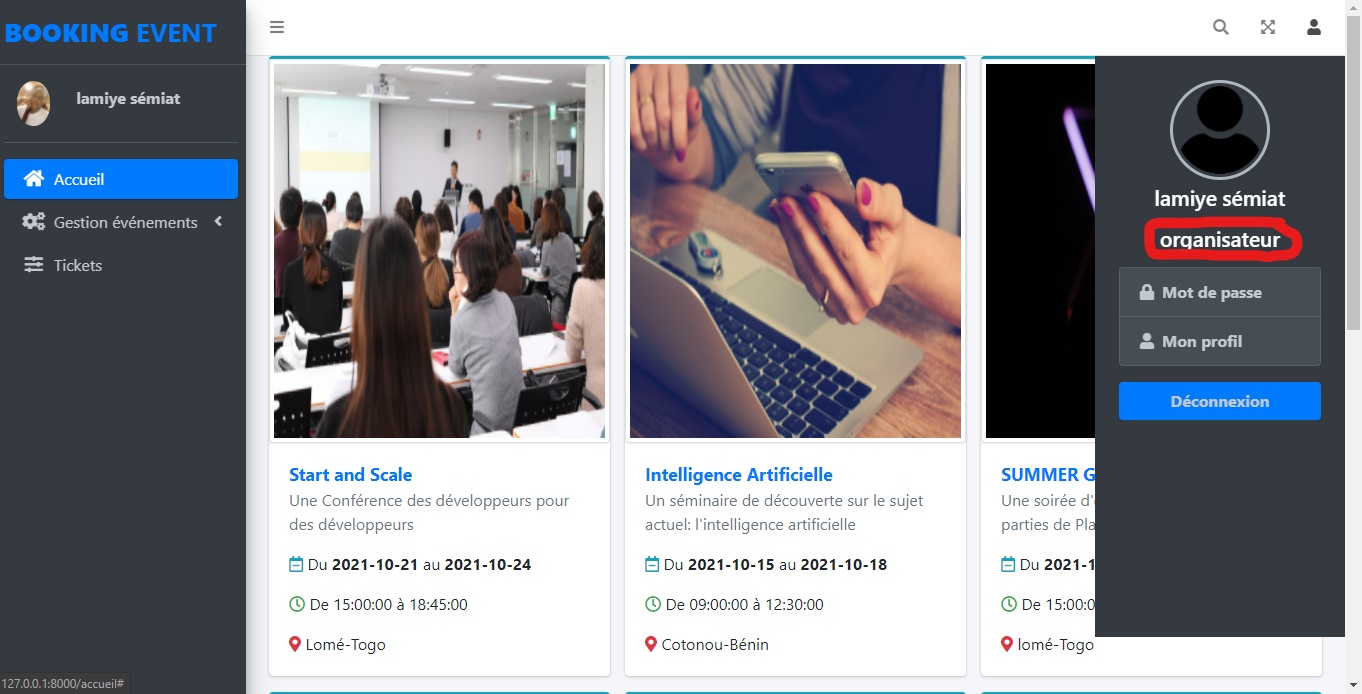 BOOKING EVENT
lamiye sémiat
Accueil
Gestion événements
Tickets
127.0.0.1:8000/accueil#
Start and Scale
Une Conférence des développeurs pour
des développeurs
Du 2021-10-21 au 2021-10-24
De 15:00:00 à 18:45:00
Lomé-Togo
Intelligence Artificielle
Un séminaire de découverte sur le sujet
actuel: l'intelligence artificielle
Du 2021-10-15 au 2021-10-18
De 09:00:00 à 12:30:00
Cotonou-Bénin
SUMMER G
Une soirée d'
parties de Pla
Du 2021-1
De 15:00:0
lomé-Togo
lamiye sémiat
organisateur
Mot de passe
Mon profil
Déconnexion